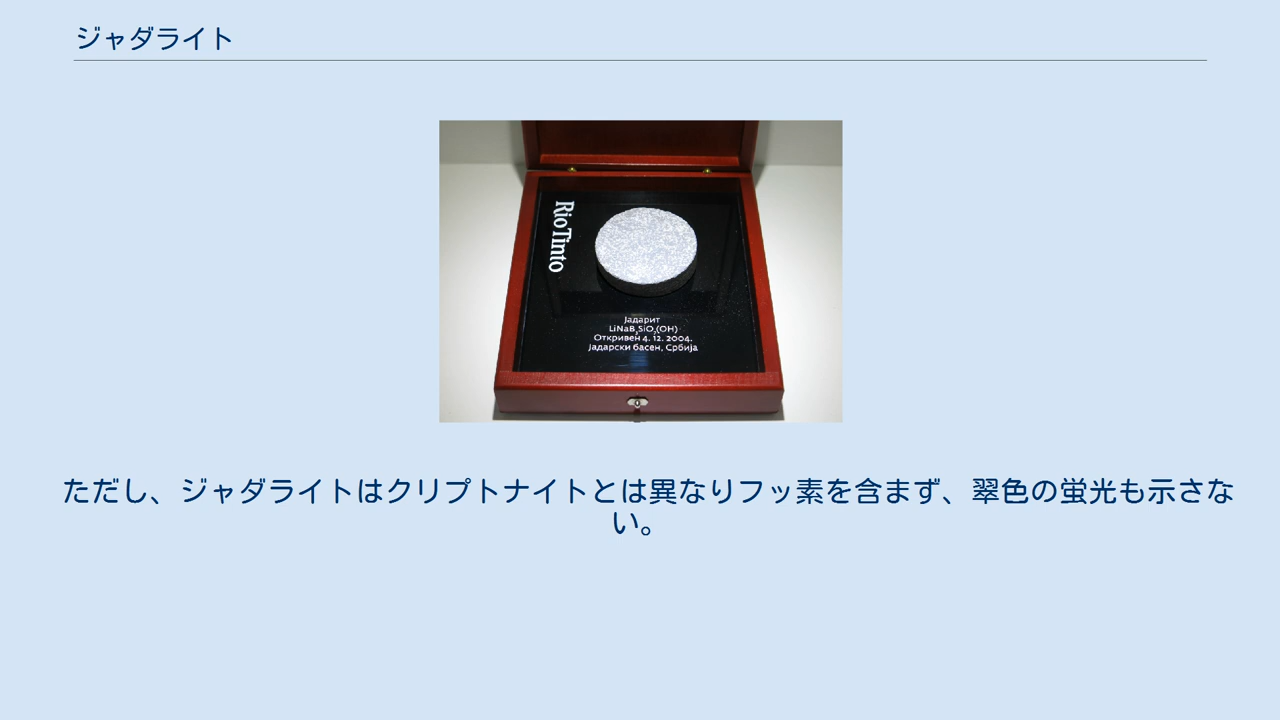 ジャダライト
RioTinto
Јадарит
LiNaB₃SiO₇(OH)
Откривен 4. 12. 2004.
Јадарски басен, Србија
ただし、ジャダライトはクリプトナイトとは異なりフッ素を含まず、翠色の蛍光も示さな
い。